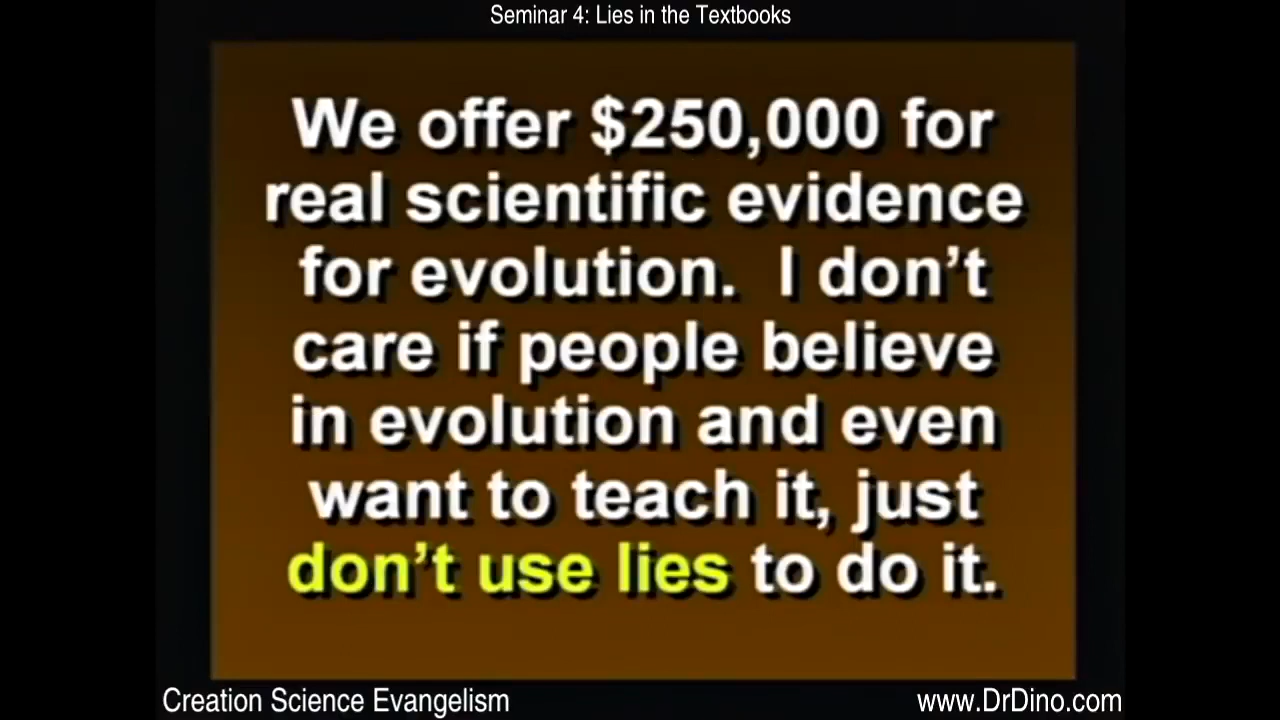 Seminar 4: Lies in the Textbooks
We offer $250,000 for
real scientific evidence
for evolution.  I don’t
care if people believe
in evolution and even
want to teach it, just
don’t use lies to do it.
Creation Science Evangelism
www.DrDino.com